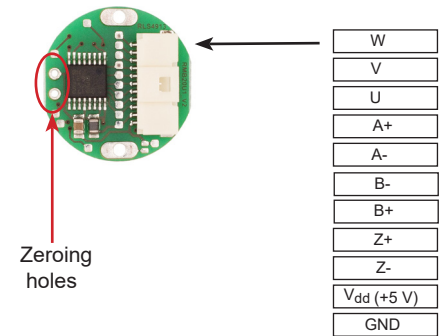 W
V
U
A+
A-
B-
B+
Z+
Z-
Vdd (+5 V)
GND
Zeroing
holes